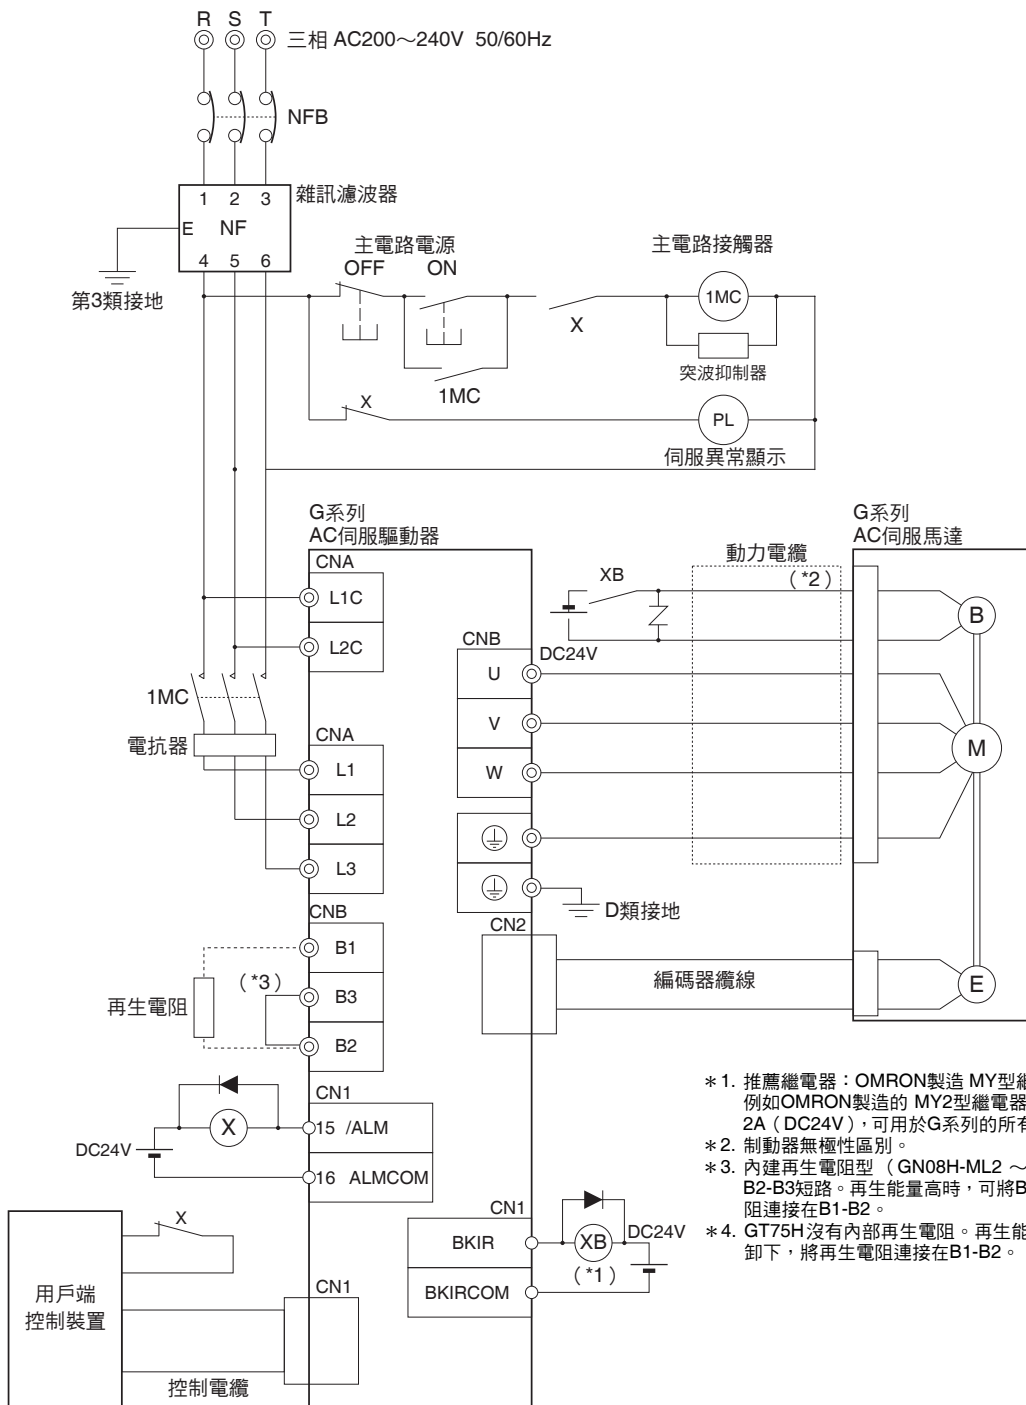 R S T
三相 AC200～240V 50/60Hz
NFB
1 2 3
雜訊濾波器
E NF
4 5 6
第3類接地
主電路電源
OFF ON
主電路接觸器
1MC
X
突波抑制器
1MC
X
PL
伺服異常顯示
G系列
AC伺服驅動器
G系列
AC伺服馬達
CNA
L1C
L2C
1MC
電抗器
CNA
L1
L2
L3
CNB
B1
(*3)
B3
再生電阻
B2
XB
動力電纜
(*2)
B
DC24V
CNB
U
V
W
M
D類接地
CN2
編碼器纜線
E
CN1
X
15 /ALM
DC24V
16 ALMCOM
CN1
BKIR
XB
DC24V
(*1)
BKIRCOM
X
用戶端
控制裝置
CN1
控制電纜
＊1. 推薦繼電器：OMRON製造 MY型繼
例如OMRON製造的 MY2型繼電器
2A（DC24V），可用於G系列的所有
＊2. 制動器無極性區別。
＊3. 內建再生電阻型（GN08H-ML2 ～
B2-B3短路。再生能量高時，可將B
阻連接在B1-B2。
＊4. GT75H沒有內部再生電阻。再生能
卸下，將再生電阻連接在B1-B2。